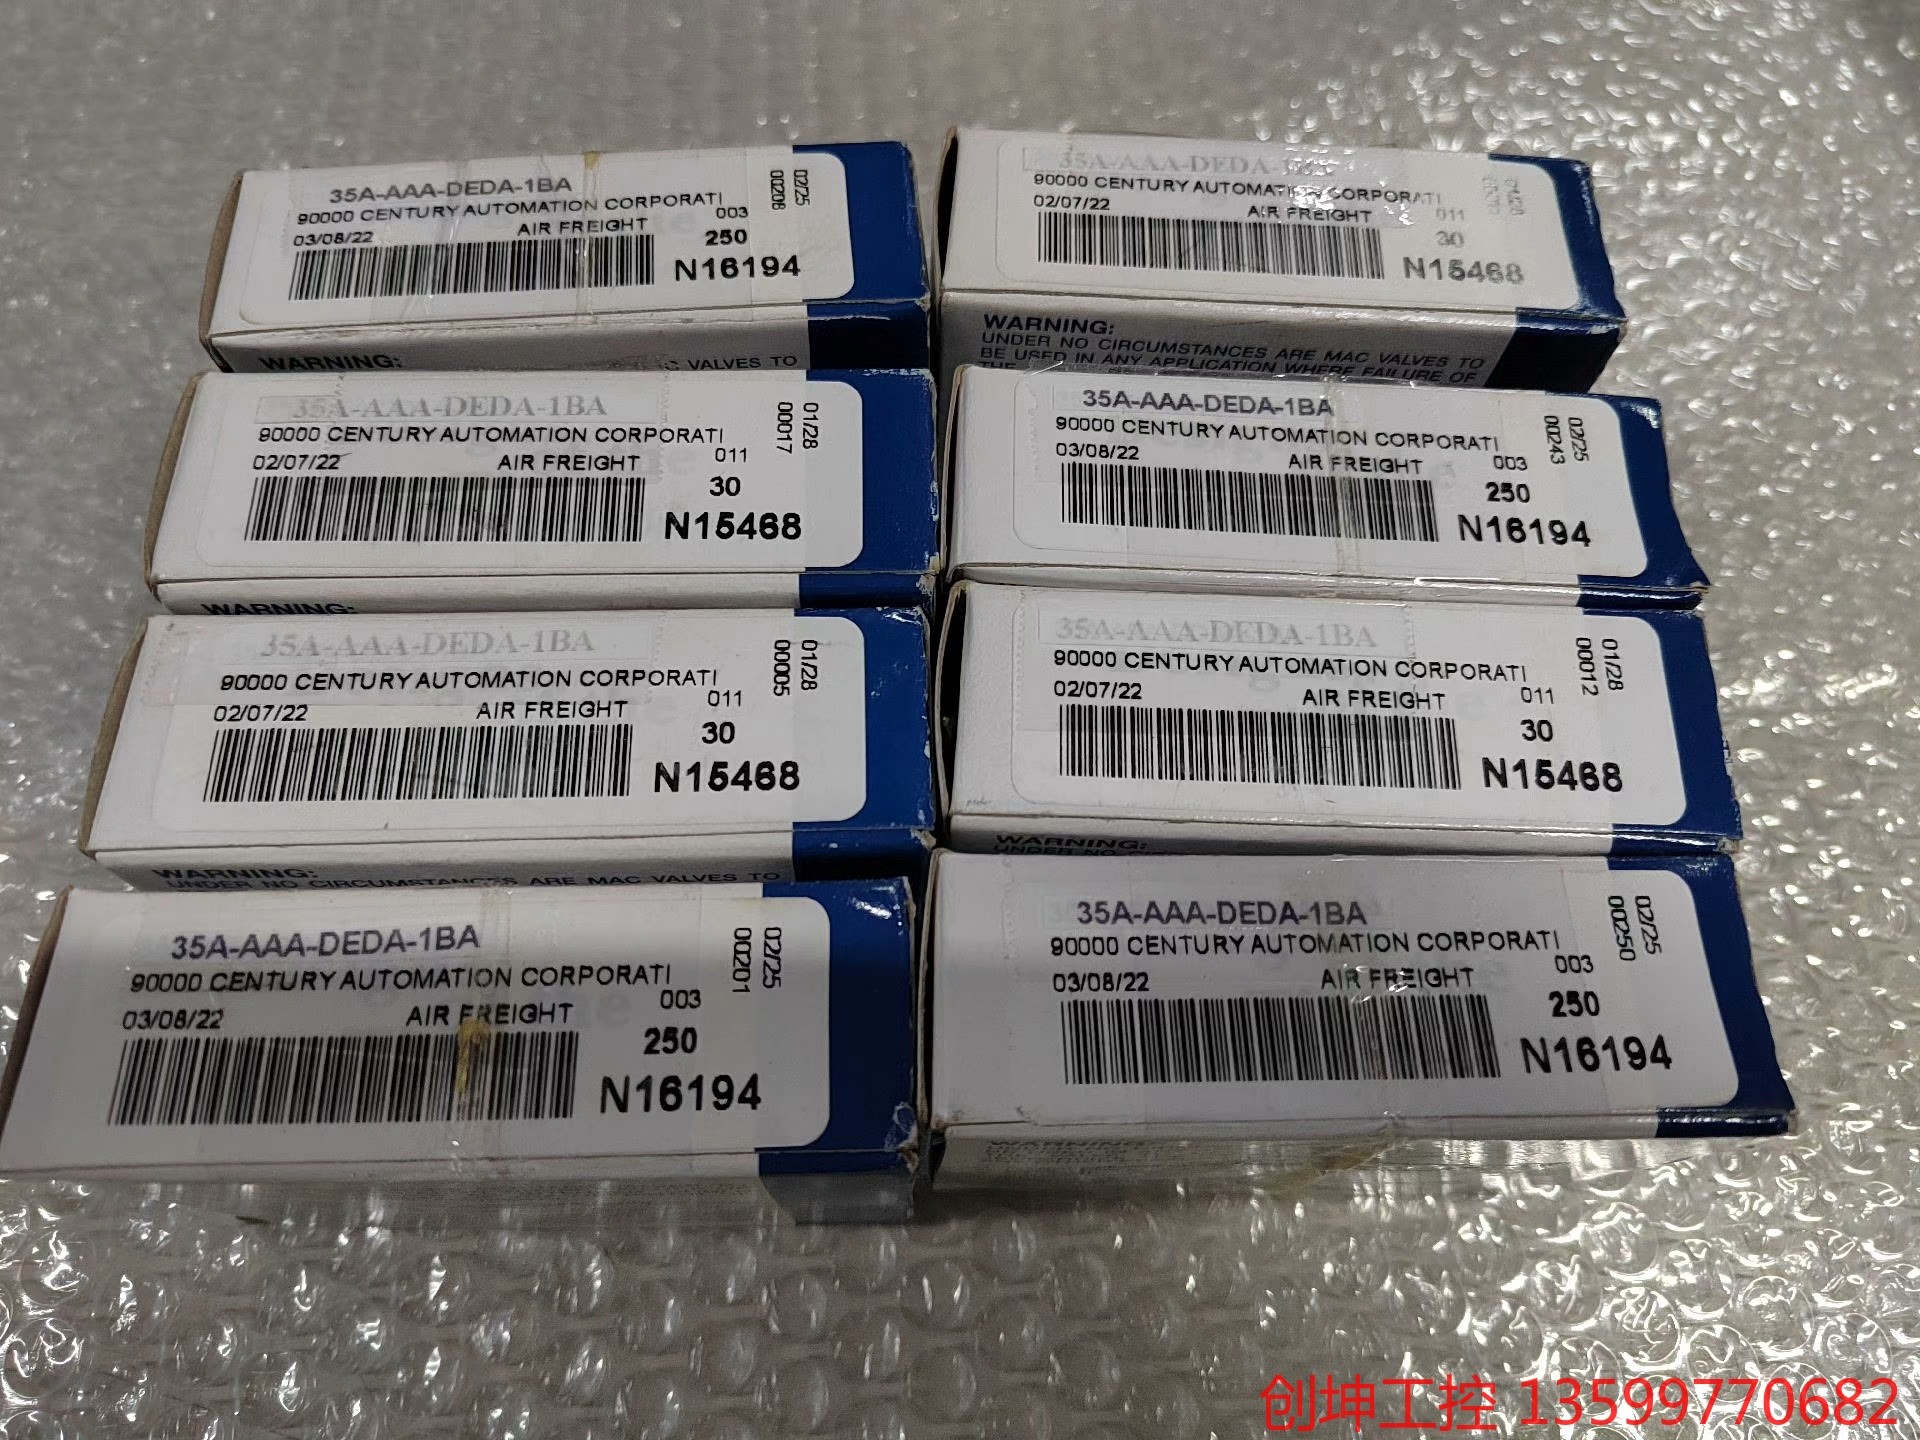 35A-AAA-DEDA-1BA
90000 CENTURY AUTOMATION CORPORATI
03/08/22 AIR FREIGHT 003
250
N16194
02/25
00208
WARNING:
VALVES TO
35A-AAA-DEDA-
90000 CENTURY AUTOMATION CORPORATI
02/07/22 AIR FREIGHT 011
30
N15468
WARNING:
UNDER NO CIRCUMSTANCES ARE MAC VALVES TO
BE USED IN ANY APPLICATION WHERE FAILURE OF
35A-AAA-DEDA-1BA
90000 CENTURY AUTOMATION CORPORATI
02/07/22 AIR FREIGHT 011
30
N15468
01/28
00017
WARNING:
35A-AAA-DEDA-1BA
90000 CENTURY AUTOMATION CORPORATI
03/08/22 AIR FREIGHT 003
250
N16194
02/25
00243
35A-AAA-DEDA-1BA
90000 CENTURY AUTOMATION CORPORATI
02/07/22 AIR FREIGHT 011
30
N15468
01/28
00005
WARNING:
UNDER NO CIRCUMSTANCES ARE MAC VALVES TO
35A-AAA-DEDA-1BA
90000 CENTURY AUTOMATION CORPORATI
02/07/22 AIR FREIGHT 011
30
N15468
01/28
00012
WARNING:
UNDER NO
35A-AAA-DEDA-1BA
90000 CENTURY AUTOMATION CORPORATI
03/08/22 AIR FREIGHT 003
250
N16194
02/25
00201
35A-AAA-DEDA-1BA
90000 CENTURY AUTOMATION CORPORATI
03/08/22 AIR FREIGHT 003
250
N16194
02/25
00250
WARNING:
创坤工控 13599770682